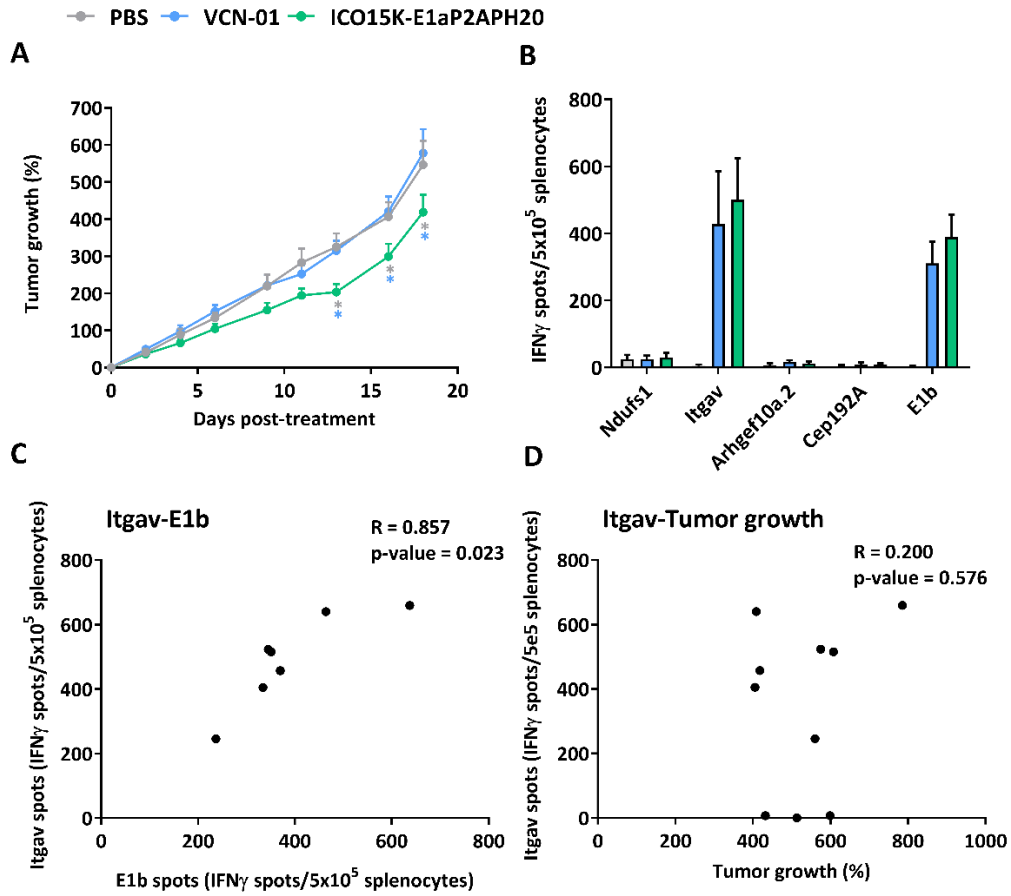 PBS VCN-01 ICO15K-E1aP2APH20
A
Tumor growth (%)
700
600
500
400
300
200
100
0
0 5 10 15 20
Days post-treatment
* * *
* * *
B
IFNγ spots/5x10⁵ splenocytes
800
600
400
200
0
Ndufs1 Itgav Arhgef10a.2 Cep192A E1b
C
Itgav-E1b
R = 0.857
p-value = 0.023
Itgav spots (IFNγ spots/5x10⁵ splenocytes)
800
600
400
200
0
0 200 400 600 800
E1b spots (IFNγ spots/5x10⁵ splenocytes)
D
Itgav-Tumor growth
R = 0.200
p-value = 0.576
Itgav spots (IFNγ spots/5e5 splenocytes)
800
600
400
200
0
0 200 400 600 800 1000
Tumor growth (%)